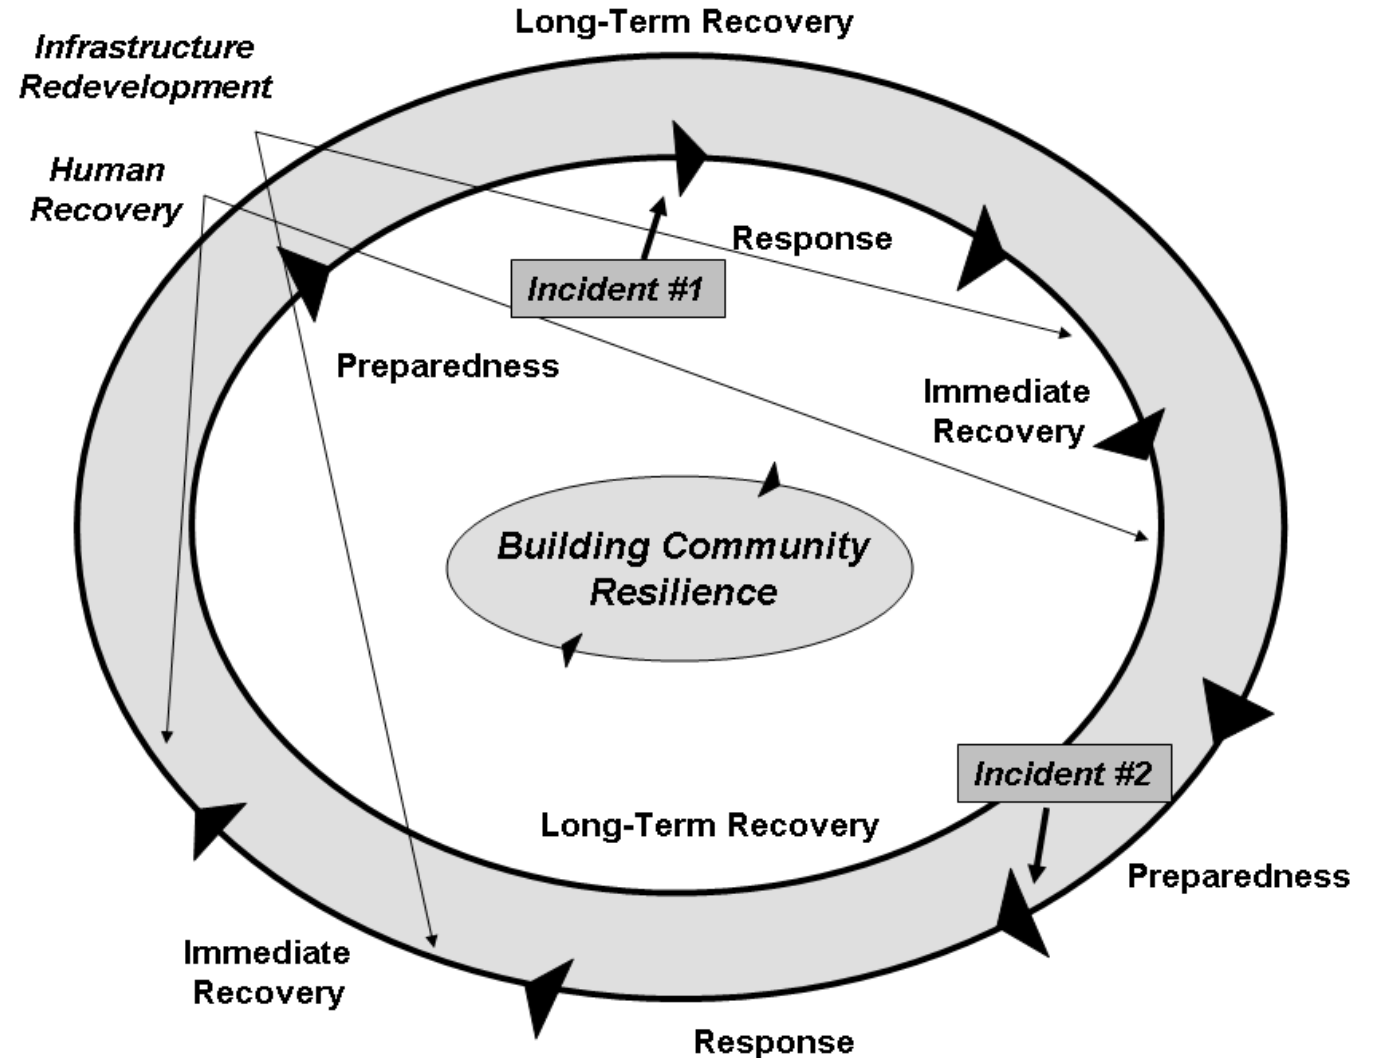 Long-Term Recovery
Infrastructure
Redevelopment
Human
Recovery
Response
Incident #1
Preparedness
Immediate
Recovery
Building Community
Resilience
Incident #2
Long-Term Recovery
Preparedness
Immediate
Recovery
Response